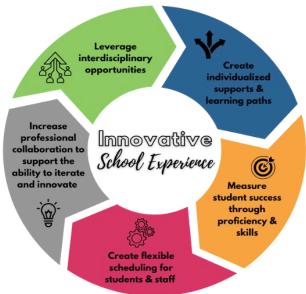 Innovative
School Experience
Leverage
interdisciplinary
opportunities
Create
individualized
supports &
learning paths
Measure
student success
through
proficiency &
skills
Create flexible
scheduling for
students & staff
Increase
professional
collaboration to
support the
ability to iterate
and innovate